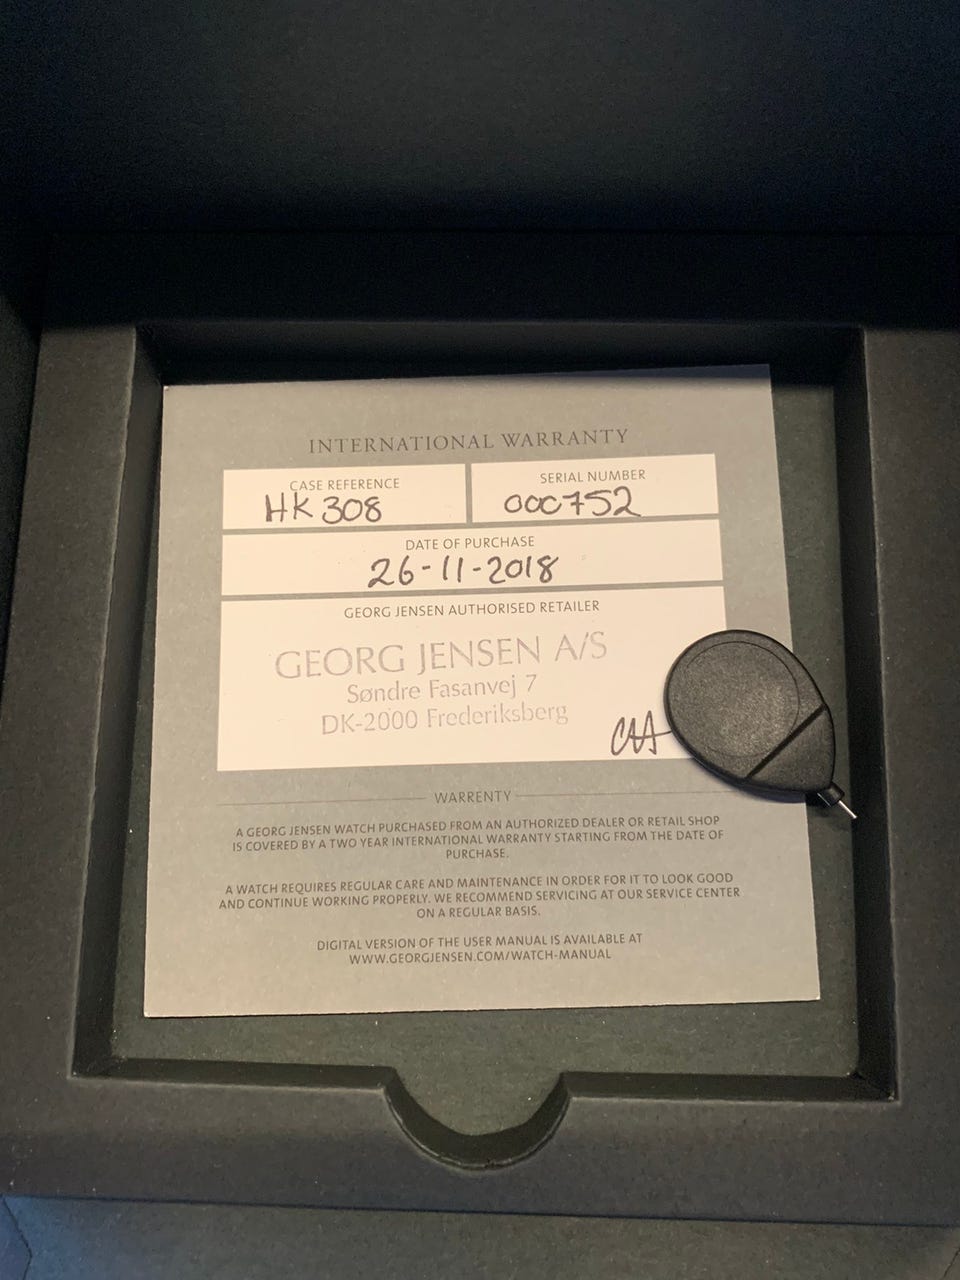 INTERNATIONAL WARRANTY
CASE REFERENCE
HK 308
SERIAL NUMBER
000752
DATE OF PURCHASE
26-11-2018
GEORG JENSEN AUTHORISED RETAILER
GEORG JENSEN A/S
Søndre Fasanvej 7
DK-2000 Frederiksberg
WARRENTY
A GEORG JENSEN WATCH PURCHASED FROM AN AUTHORIZED DEALER OR RETAIL SHOP
IS COVERED BY A TWO YEAR INTERNATIONAL WARRANTY STARTING FROM THE DATE OF
PURCHASE.
A WATCH REQUIRES REGULAR CARE AND MAINTENANCE IN ORDER FOR IT TO LOOK GOOD
AND CONTINUE WORKING PROPERLY. WE RECOMMEND SERVICING AT OUR SERVICE CENTER
ON A REGULAR BASIS.
DIGITAL VERSION OF THE USER MANUAL IS AVAILABLE AT
WWW.GEORGJENSEN.COM/WATCH-MANUAL